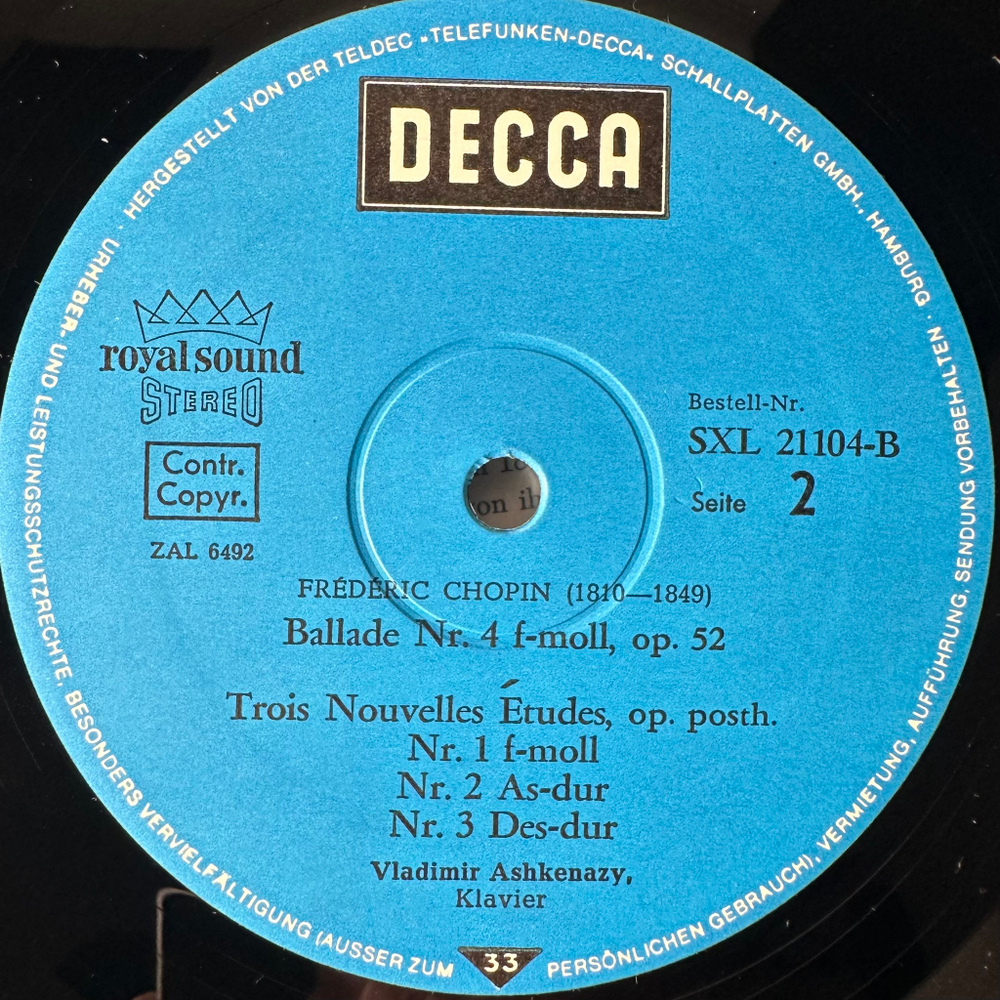 HERGESTELLT VON DER TELDEC »TELEFUNKEN-DECCA« SCHALLPLATTEN GMBH., HAMBURG ·
URHEBER- UND LEISTUNGSSCHUTZRECHTE, BESONDERS VERVIELFÄLTIGUNG (AUSSER ZUM PERSÖNLICHEN GEBRAUCH), VERMIETUNG, AUFFÜHRUNG, SENDUNG VORBEHALTEN ·
DECCA
royal sound
STEREO
Contr.
Copyr.
ZAL 6492
Bestell-Nr.
SXL 21104-B
Seite 2
on ih
FRÉDÉRIC CHOPIN (1810—1849)
Ballade Nr. 4 f-moll, op. 52
Trois Nouvelles Études, op. posth.
Nr. 1 f-moll
Nr. 2 As-dur
Nr. 3 Des-dur
Vladimir Ashkenazy,
Klavier
33